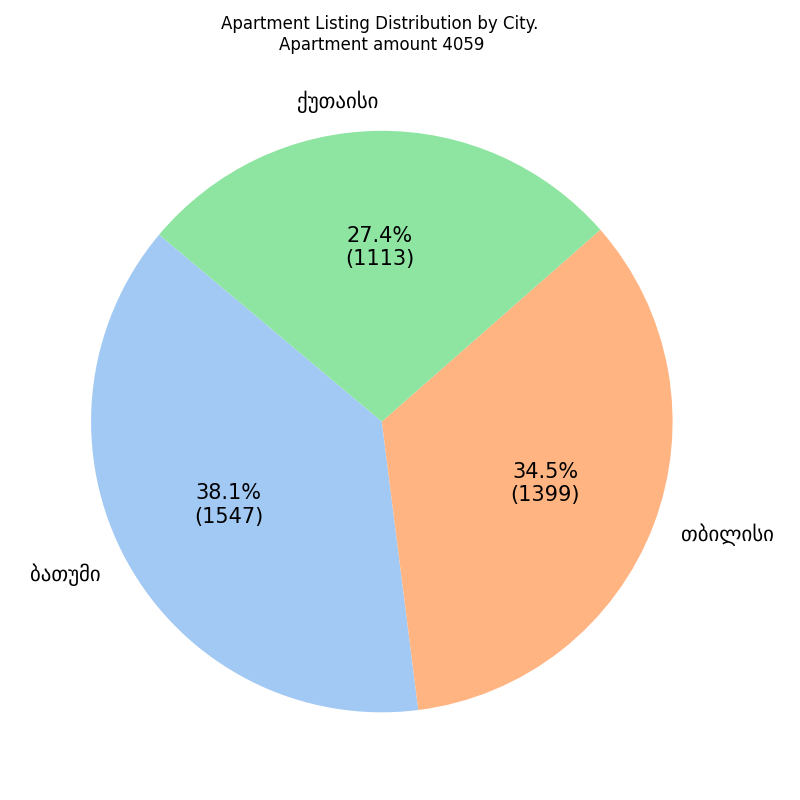 Apartment Listing Distribution by City.
Apartment amount 4059
ქუთაისი
27.4%
(1113)
34.5%
(1399)
38.1%
(1547)
თბილისი
ბათუმი